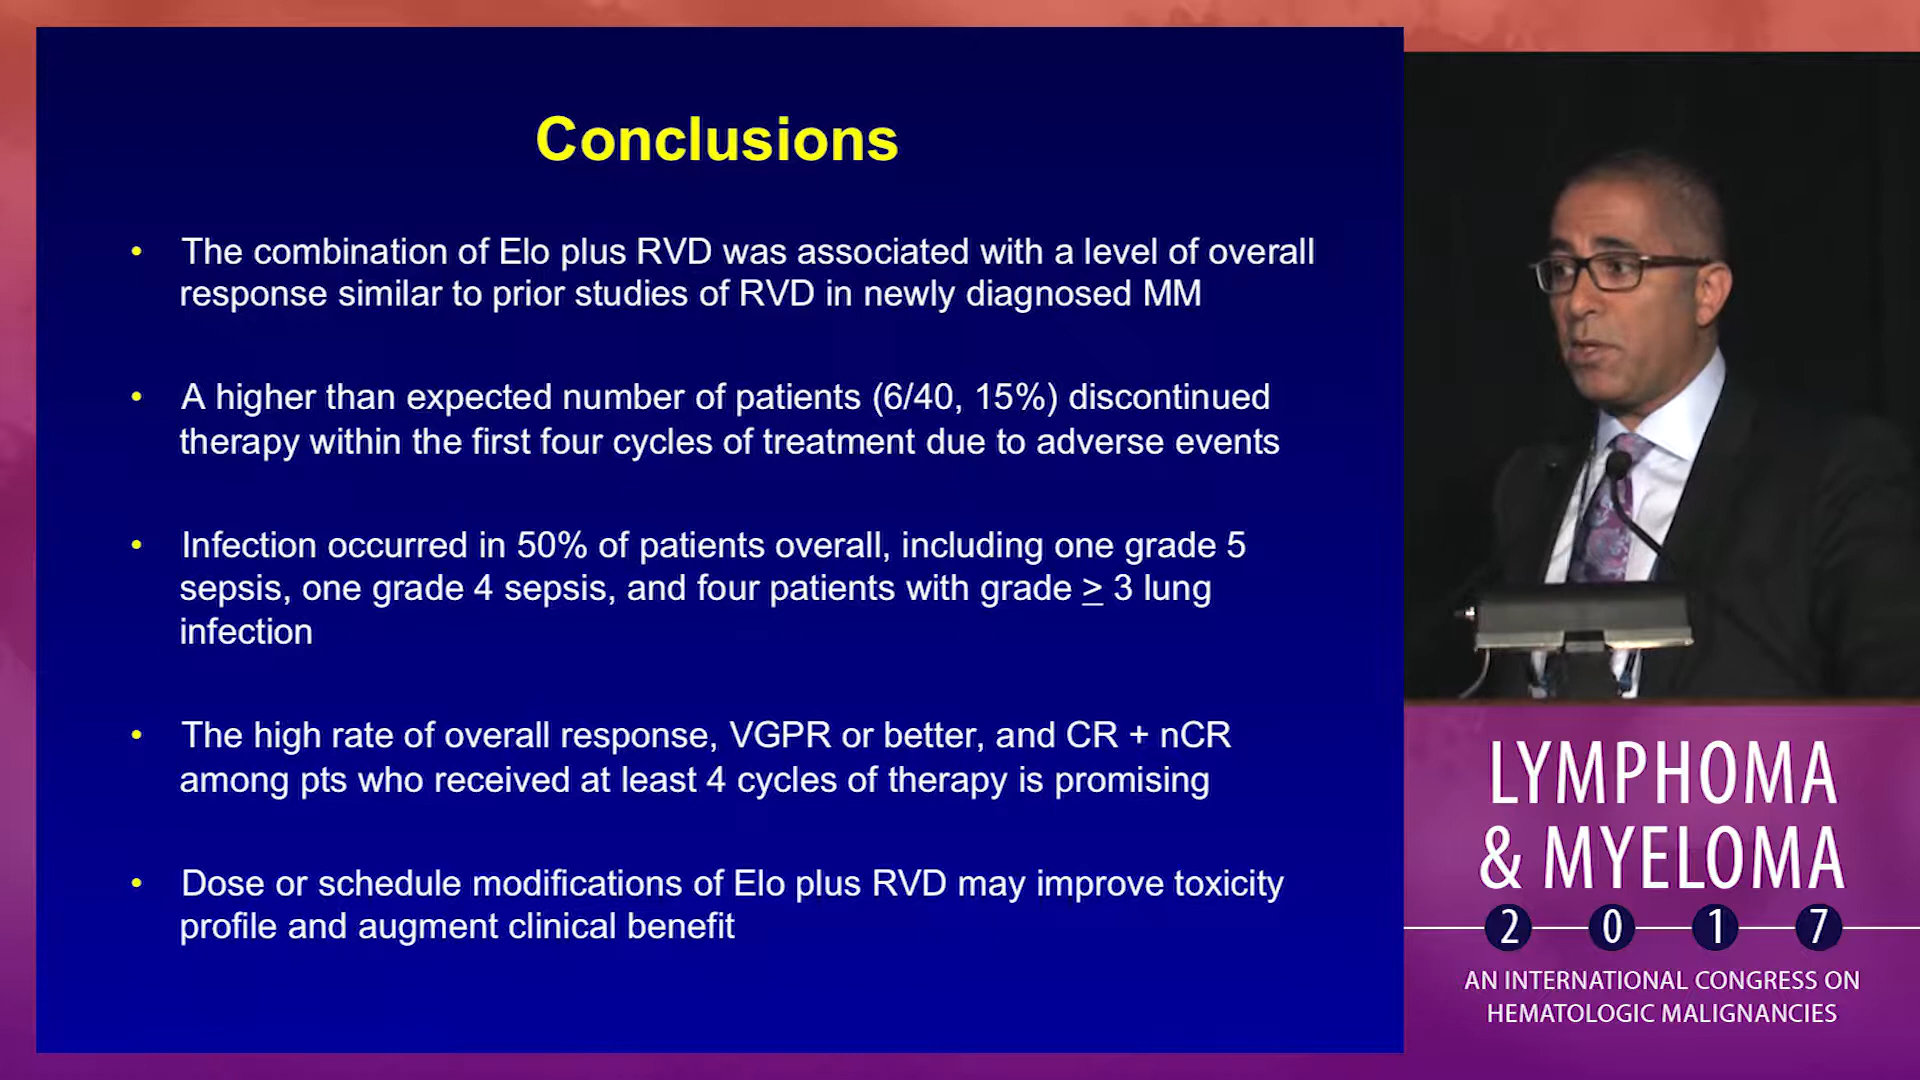 Conclusions
• The combination of Elo plus RVD was associated with a level of overall
response similar to prior studies of RVD in newly diagnosed MM
• A higher than expected number of patients (6/40, 15%) discontinued
therapy within the first four cycles of treatment due to adverse events
• Infection occurred in 50% of patients overall, including one grade 5
sepsis, one grade 4 sepsis, and four patients with grade ≥ 3 lung
infection
• The high rate of overall response, VGPR or better, and CR + nCR
among pts who received at least 4 cycles of therapy is promising
• Dose or schedule modifications of Elo plus RVD may improve toxicity
profile and augment clinical benefit
LYMPHOMA
& MYELOMA
2 0 1 7
AN INTERNATIONAL CONGRESS ON
HEMATOLOGIC MALIGNANCIES